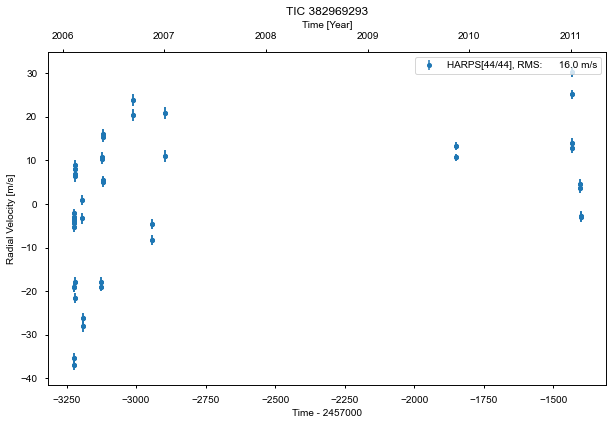 TIC 382969293
Time [Year]
2006 2007 2008 2009 2010 2011
HARPS[44/44], RMS: 16.0 m/s
30
20
10
0
−10
−20
−30
−40
Radial Velocity [m/s]
−3250 −3000 −2750 −2500 −2250 −2000 −1750 −1500
Time - 2457000